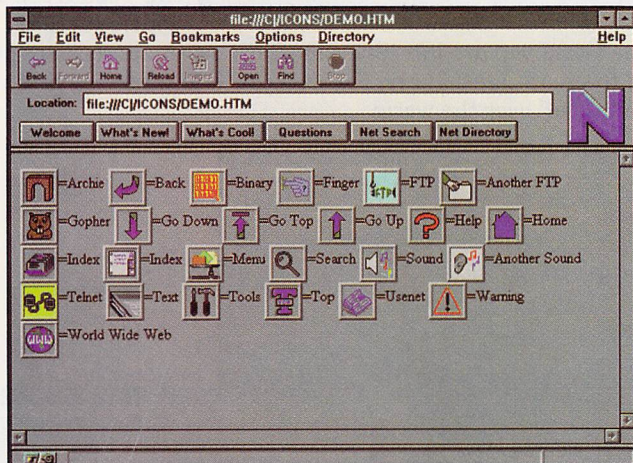 file:///C|/ICONS/DEMO.HTM
File Edit View Go Bookmarks Options Directory Help
Back Forward Home Reload Images Open Find Stop
Location: file:///C|/ICONS/DEMO.HTM
N
Welcome What's New! What's Cool! Questions Net Search Net Directory
=Archie =Back =Binary =Finger FTP =FTP =Another FTP
=Gopher =Go Down =Go Top =Go Up =Help =Home
=Index =Index =Menu =Search =Sound =Another Sound
=Telnet =Text =Tools =Top =Usenet =Warning
WWW =World Wide Web